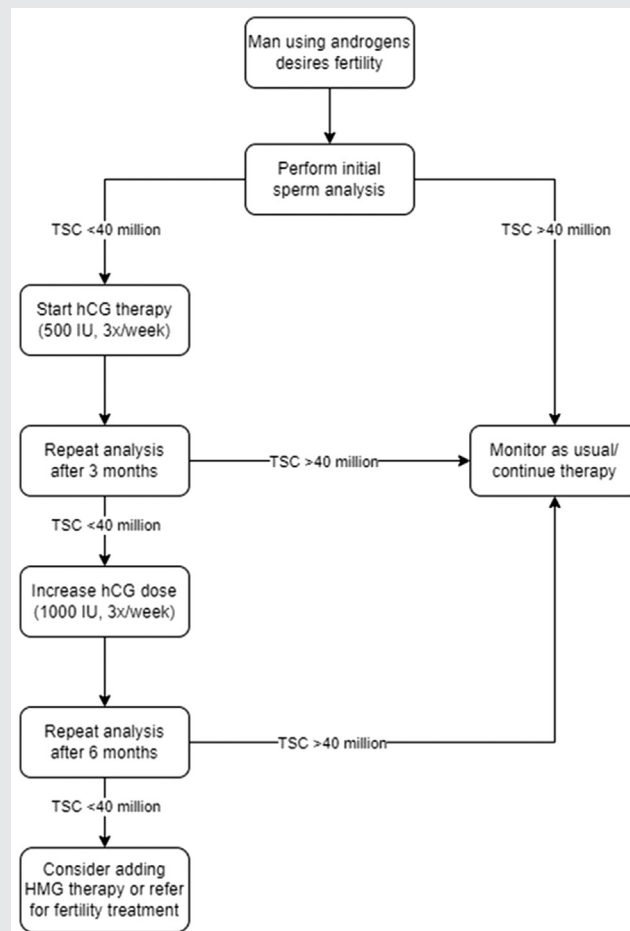 Man using androgens
desires fertility
Perform initial
sperm analysis
TSC <40 million
TSC >40 million
Start hCG therapy
(500 IU, 3x/week)
Repeat analysis
after 3 months
TSC >40 million
Monitor as usual/
continue therapy
TSC <40 million
Increase hCG dose
(1000 IU, 3x/week)
Repeat analysis
after 6 months
TSC >40 million
TSC <40 million
Consider adding
HMG therapy or refer
for fertility treatment